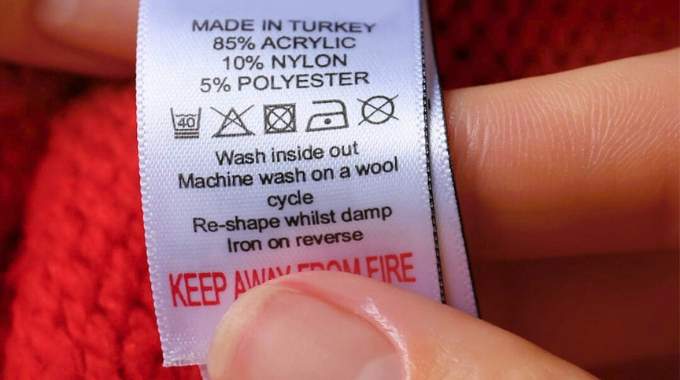 MADE IN TURKEY
85% ACRYLIC
10% NYLON
5% POLYESTER
40
Wash inside out
Machine wash on a wool
cycle
Re-shape whilst damp
Iron on reverse
KEEP AWAY FROM FIRE